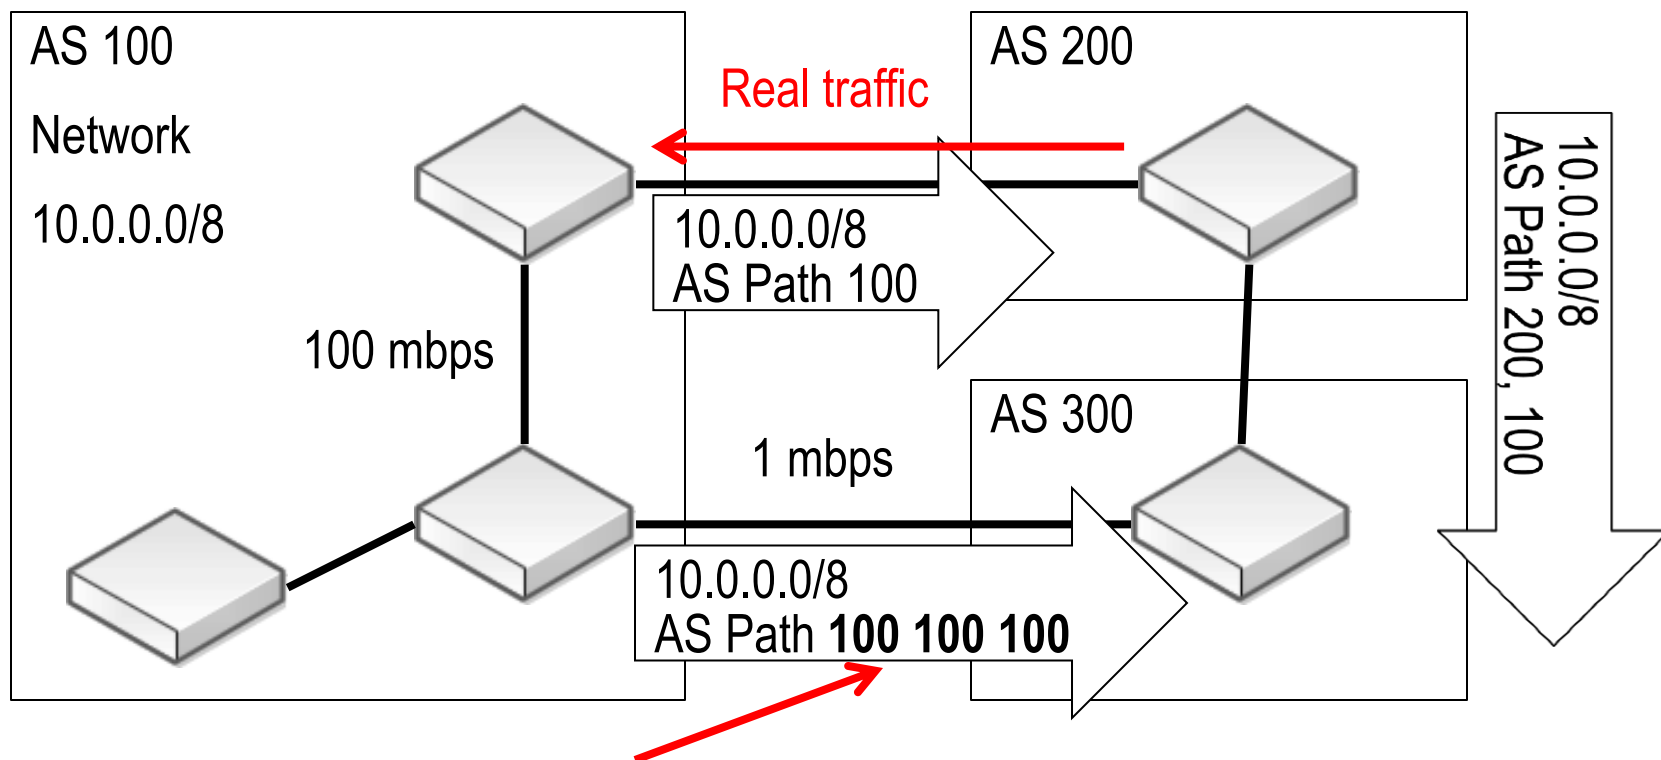 AS 100
Network
10.0.0.0/8
Real traffic
AS 200
10.0.0.0/8
AS Path 100
10.0.0.0/8
AS Path 200, 100
100 mbps
AS 300
1 mbps
10.0.0.0/8
AS Path 100 100 100